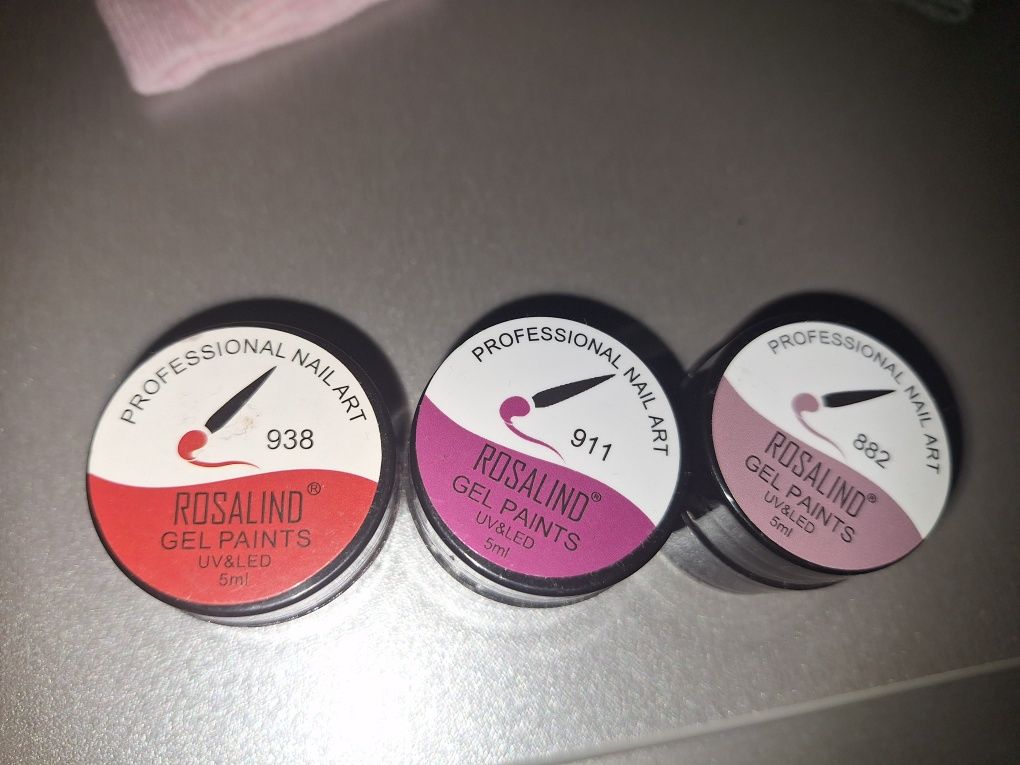 PROFESSIONAL NAIL ART
938
ROSALIND®
GEL PAINTS
UV&LED
5ml
PROFESSIONAL NAIL ART
911
ROSALIND®
GEL PAINTS
UV&LED
5ml
PROFESSIONAL NAIL ART
882
ROSALIND®
GEL PAINTS
UV&LED
5ml